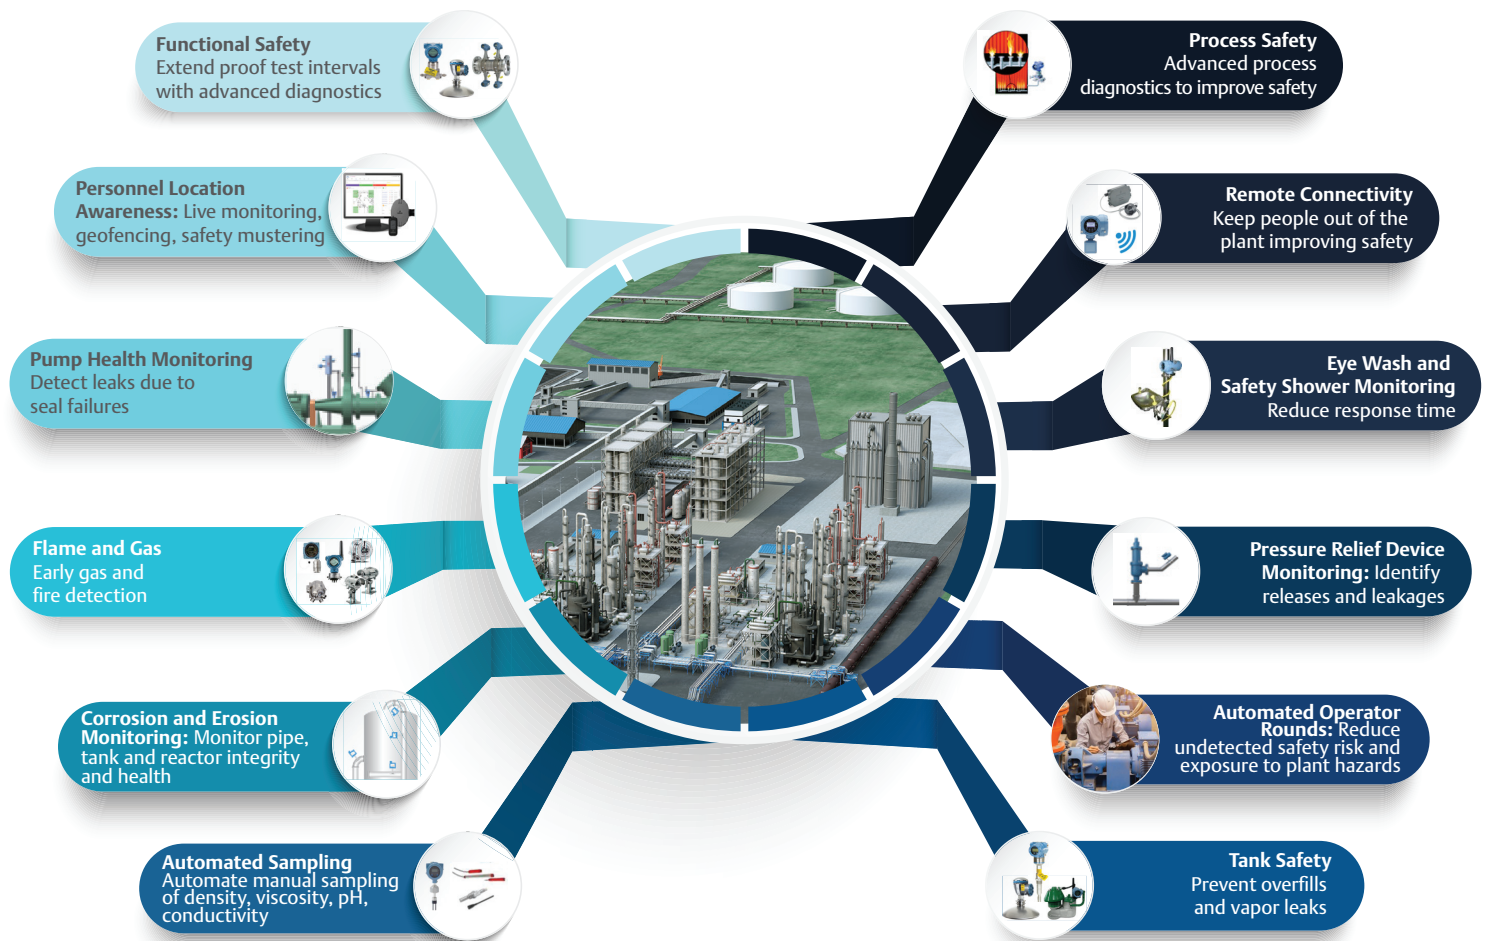 Functional Safety
Extend proof test intervals
with advanced diagnostics
Personnel Location
Awareness: Live monitoring,
geofencing, safety mustering
Pump Health Monitoring
Detect leaks due to
seal failures
Flame and Gas
Early gas and
fire detection
Corrosion and Erosion
Monitoring: Monitor pipe,
tank and reactor integrity
and health
Automated Sampling
Automate manual sampling
of density, viscosity, pH,
conductivity
Process Safety
Advanced process
diagnostics to improve safety
Remote Connectivity
Keep people out of the
plant improving safety
Eye Wash and
Safety Shower Monitoring
Reduce response time
Pressure Relief Device
Monitoring: Identify
releases and leakages
Automated Operator
Rounds: Reduce
undetected safety risk and
exposure to plant hazards
Tank Safety
Prevent overfills
and vapor leaks